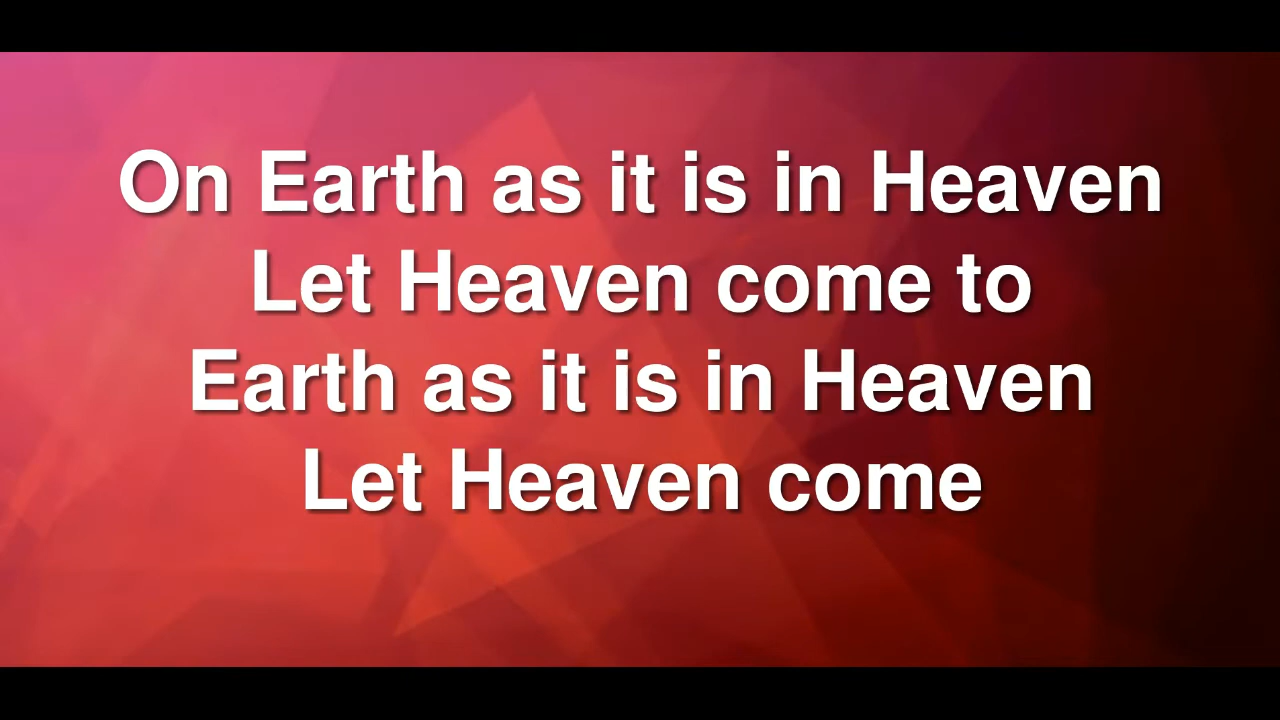 On Earth as it is in Heaven
Let Heaven come to
Earth as it is in Heaven
Let Heaven come